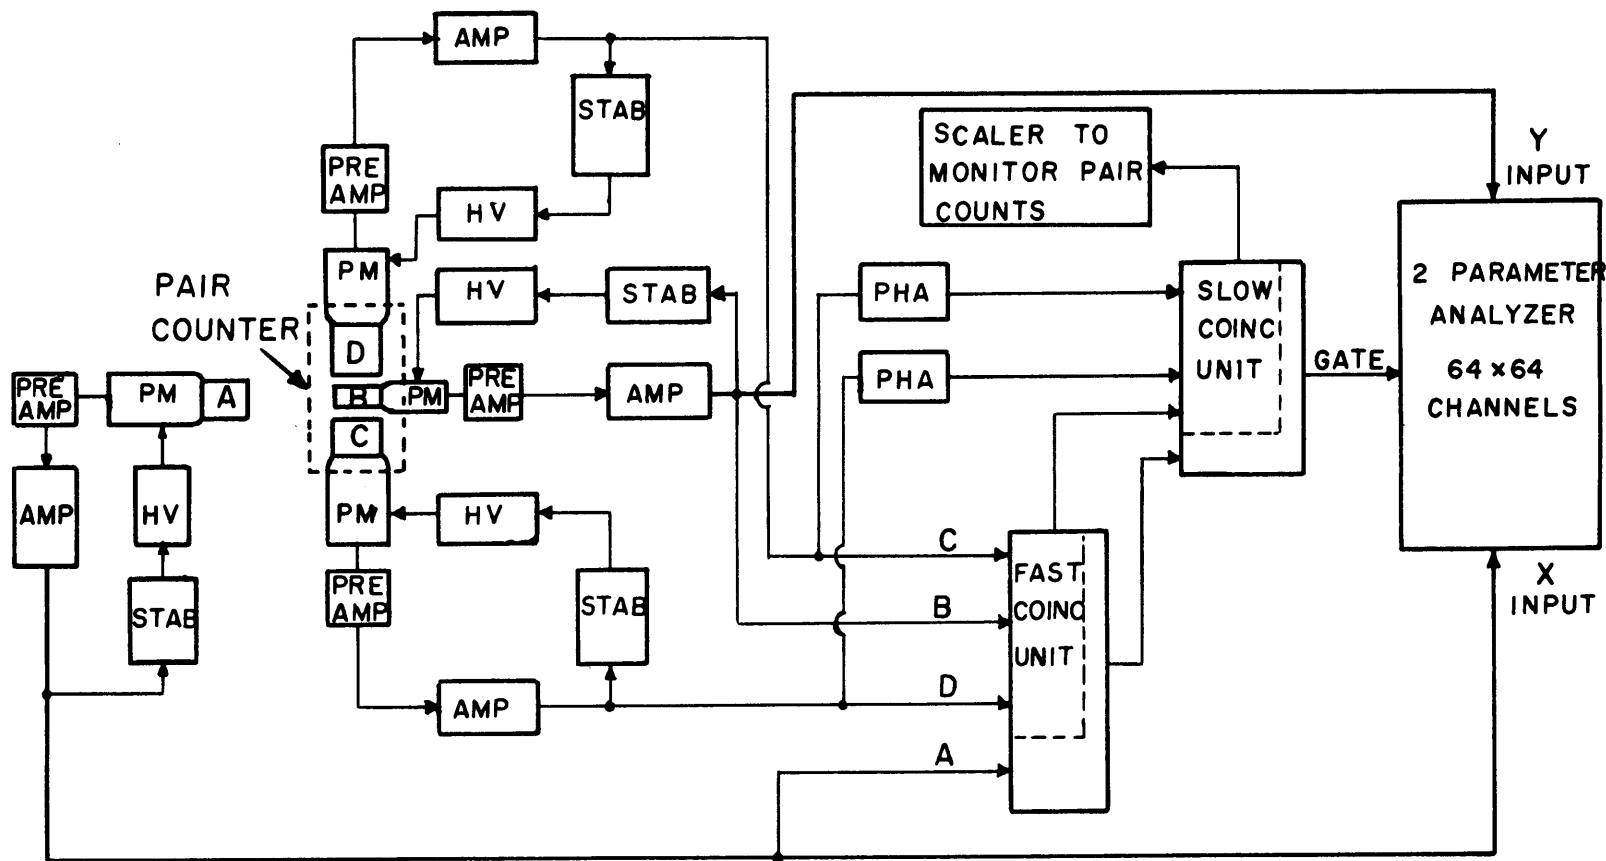 AMP
STAB
PRE
AMP
HV
PM
SCALER TO
MONITOR PAIR
COUNTS
Y
INPUT
PAIR
COUNTER
HV
STAB
PHA
SLOW
COINC
UNIT
2 PARAMETER
ANALYZER
64 × 64
CHANNELS
GATE
D
PHA
PRE
AMP
PM
A
B
PM
PRE
AMP
AMP
C
AMP
HV
PM
HV
STAB
PRE
AMP
STAB
C
B
D
A
FAST
COINC
UNIT
X
INPUT
AMP